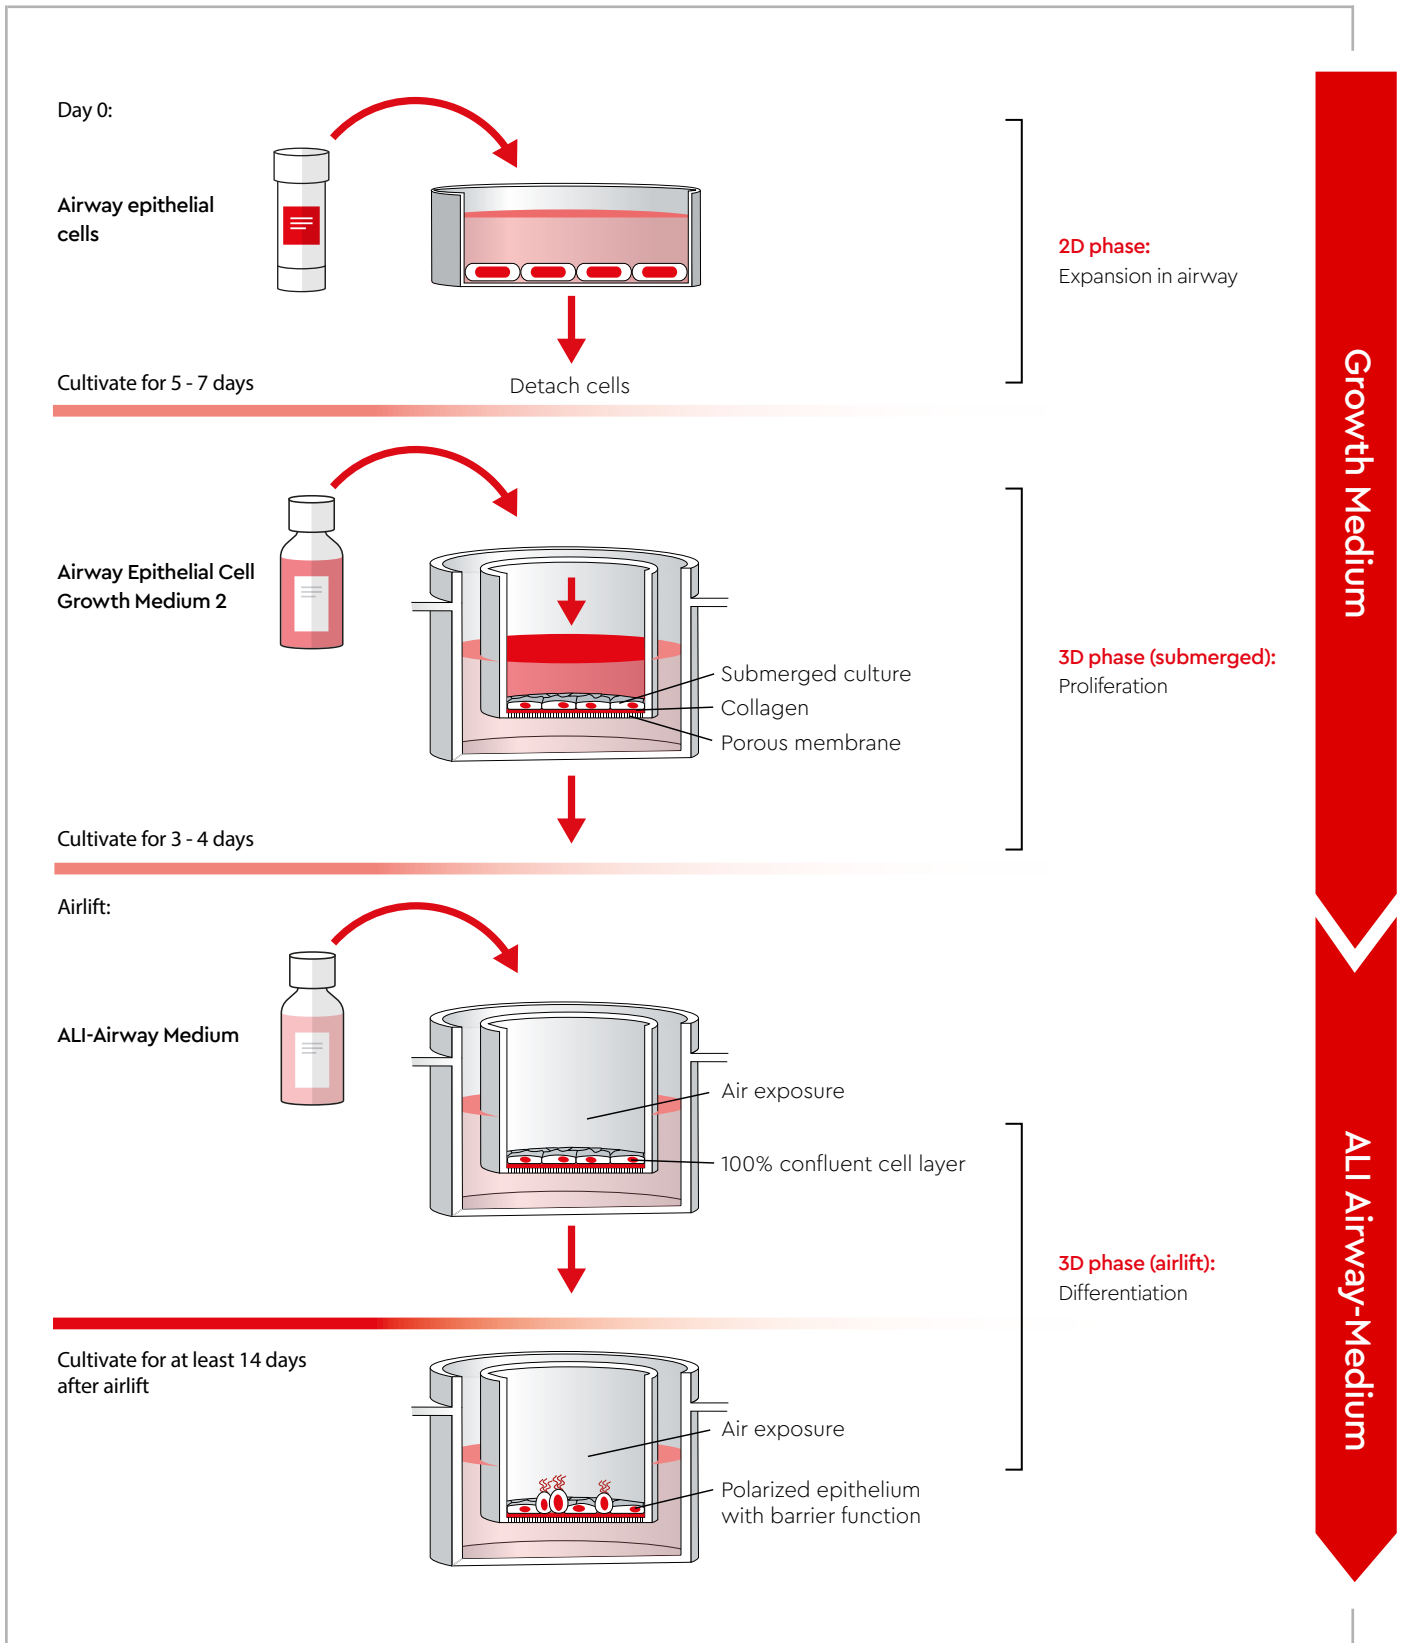 Day 0:
Airway epithelial
cells
2D phase:
Expansion in airway
Cultivate for 5 - 7 days
Detach cells
Airway Epithelial Cell
Growth Medium 2
Submerged culture
Collagen
Porous membrane
3D phase (submerged):
Proliferation
Cultivate for 3 - 4 days
Growth Medium
Airlift:
ALI-Airway Medium
Air exposure
100% confluent cell layer
3D phase (airlift):
Differentiation
Cultivate for at least 14 days
after airlift
Air exposure
Polarized epithelium
with barrier function
ALI Airway-Medium